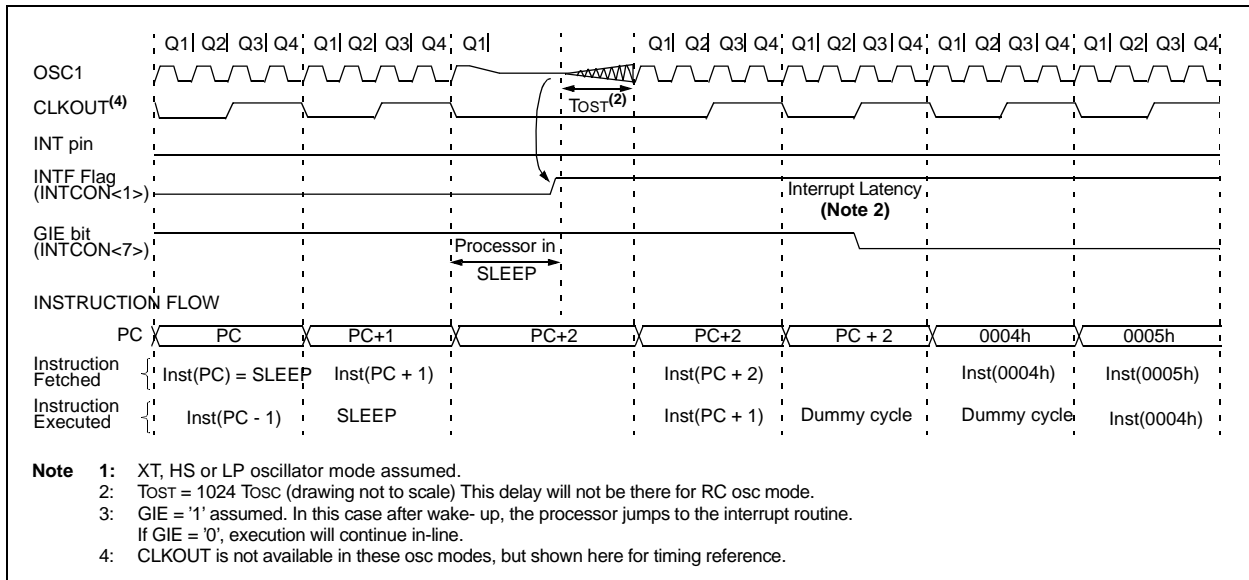 Q1 Q2 Q3 Q4 Q1 Q2 Q3 Q4 Q1 Q1 Q2 Q3 Q4 Q1 Q2 Q3 Q4 Q1 Q2 Q3 Q4 Q1 Q2 Q3 Q4
OSC1
CLKOUT(4)
TOST(2)
INT pin
INTF Flag
(INTCON<1>)
Interrupt Latency
(Note 2)
GIE bit
(INTCON<7>)
Processor in
SLEEP
INSTRUCTION FLOW
PC PC PC+1 PC+2 PC+2 PC + 2 0004h 0005h
Instruction
Fetched
Inst(PC) = SLEEP Inst(PC + 1) Inst(PC + 2) Inst(0004h) Inst(0005h)
Instruction
Executed
Inst(PC - 1) SLEEP Inst(PC + 1) Dummy cycle Dummy cycle Inst(0004h)
Note 1: XT, HS or LP oscillator mode assumed.
2: TOST = 1024 TOSC (drawing not to scale) This delay will not be there for RC osc mode.
3: GIE = '1' assumed. In this case after wake- up, the processor jumps to the interrupt routine.
If GIE = '0', execution will continue in-line.
4: CLKOUT is not available in these osc modes, but shown here for timing reference.